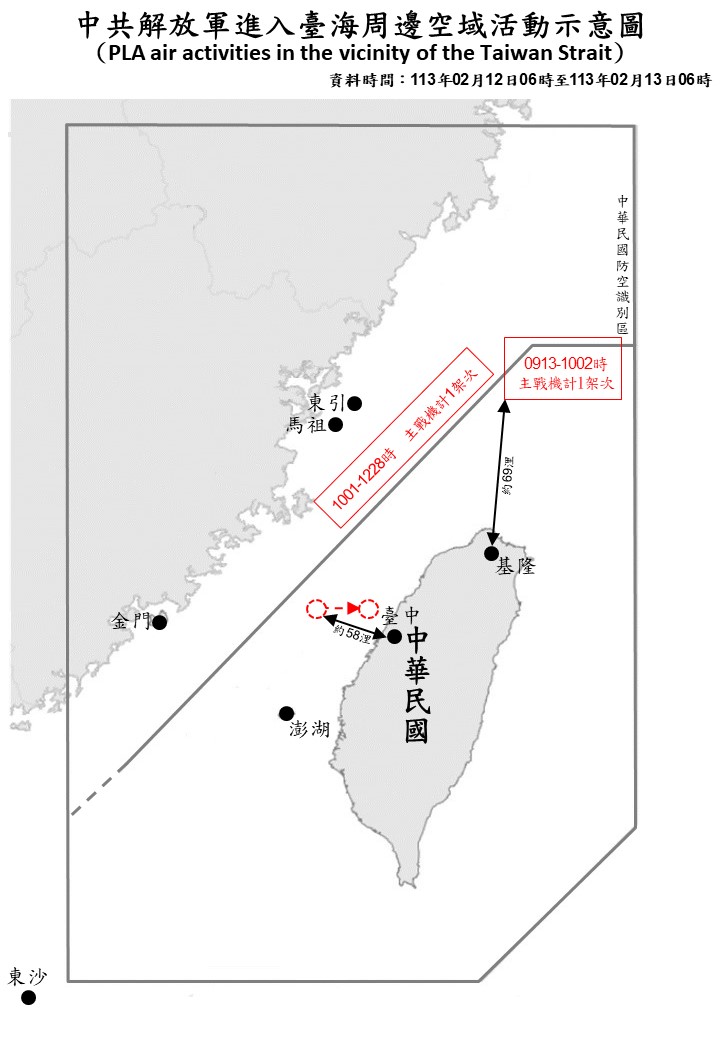 中共解放軍進入臺海周邊空域活動示意圖
(PLA air activities in the vicinity of the Taiwan Strait)
資料時間：113年02月12日06時至113年02月13日06時
中華民國防空識別區
0913-1002時
主戰機計1架次
1001-1228時 主戰機計1架次
東引
馬祖
約69浬
基隆
金門
臺中
約58浬
中華民國
澎湖
東沙